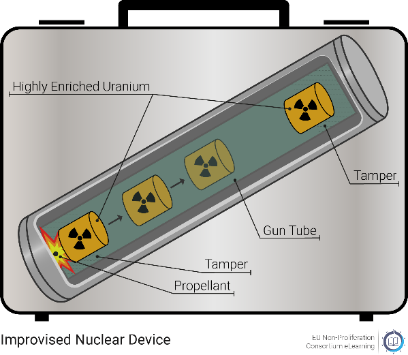 Highly Enriched Uranium
Tamper
Gun Tube
Tamper
Propellant
Improvised Nuclear Device
EU Non-Proliferation
Consortium eLearning